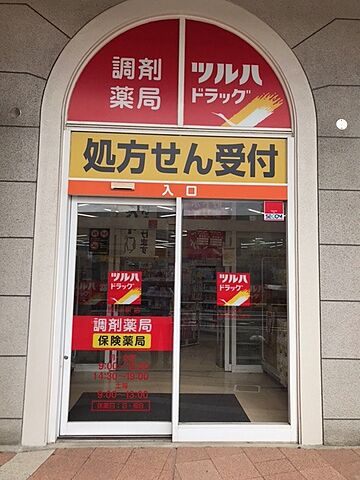 調剤
薬局
ツルハ
ドラッグ
処方せん受付
入口
SECOM
ツルハ
ドラッグ
ツルハ
ドラッグ
調剤薬局
保険薬局
14:30~19:00
土曜
9:00~13:00